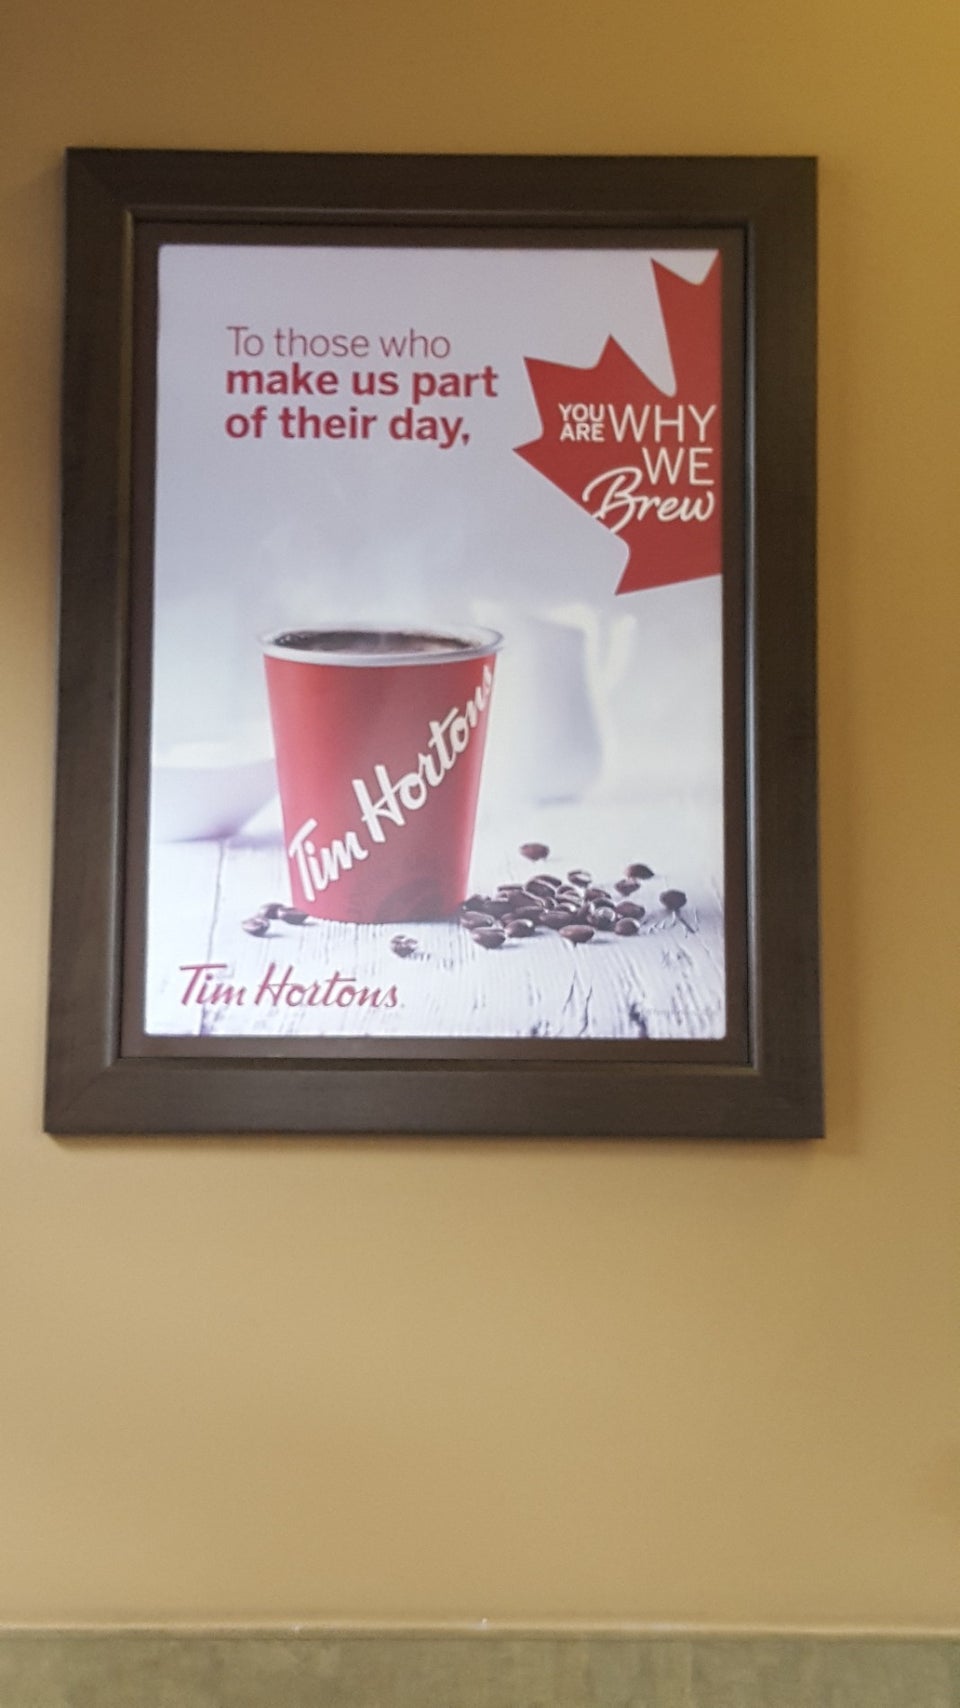 To those who
make us part
of their day,
YOU
ARE WHY
WE
Brew
Tim Hortons
Tim Hortons